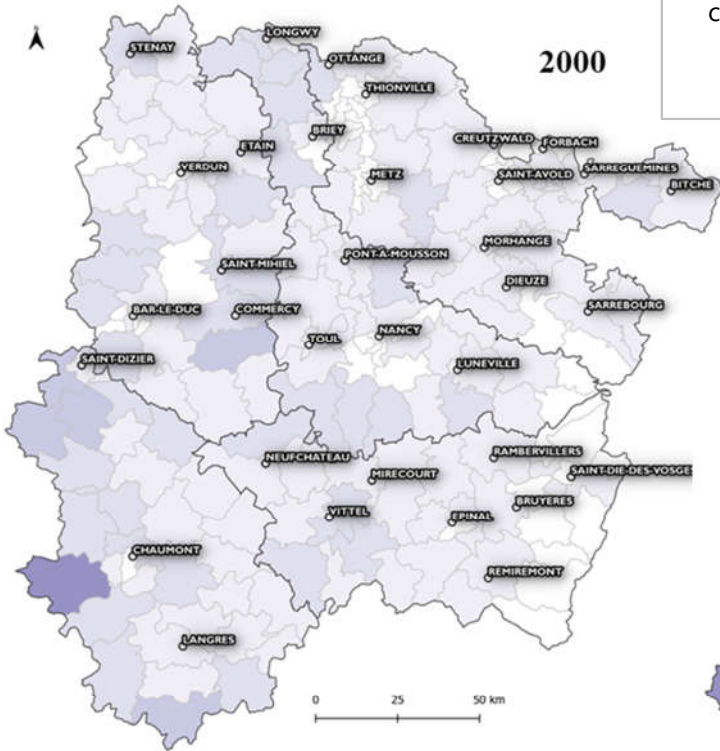 C
2000
STENAY
LONGWY
OTTANGE
THIONVILLE
BRIEY
ETAIN
CREUTZWALD
FORBACH
VERDUN
METZ
SAINT-AVOLD
SARREGUEMINES
BITCHE
MORHANGE
SAINT-MIHIEL
PONT-A-MOUSSON
DIEUZE
BAR-LE-DUC
COMMERCY
SARREBOURG
TOUL
NANCY
SAINT-DIZIER
LUNEVILLE
NEUFCHATEAU
RAMBERVILLERS
MIRECOURT
SAINT-DIE-DES-VOSGES
VITTEL
EPINAL
BRUYERES
CHAUMONT
REMIREMONT
LANGRES
0 25 50 km